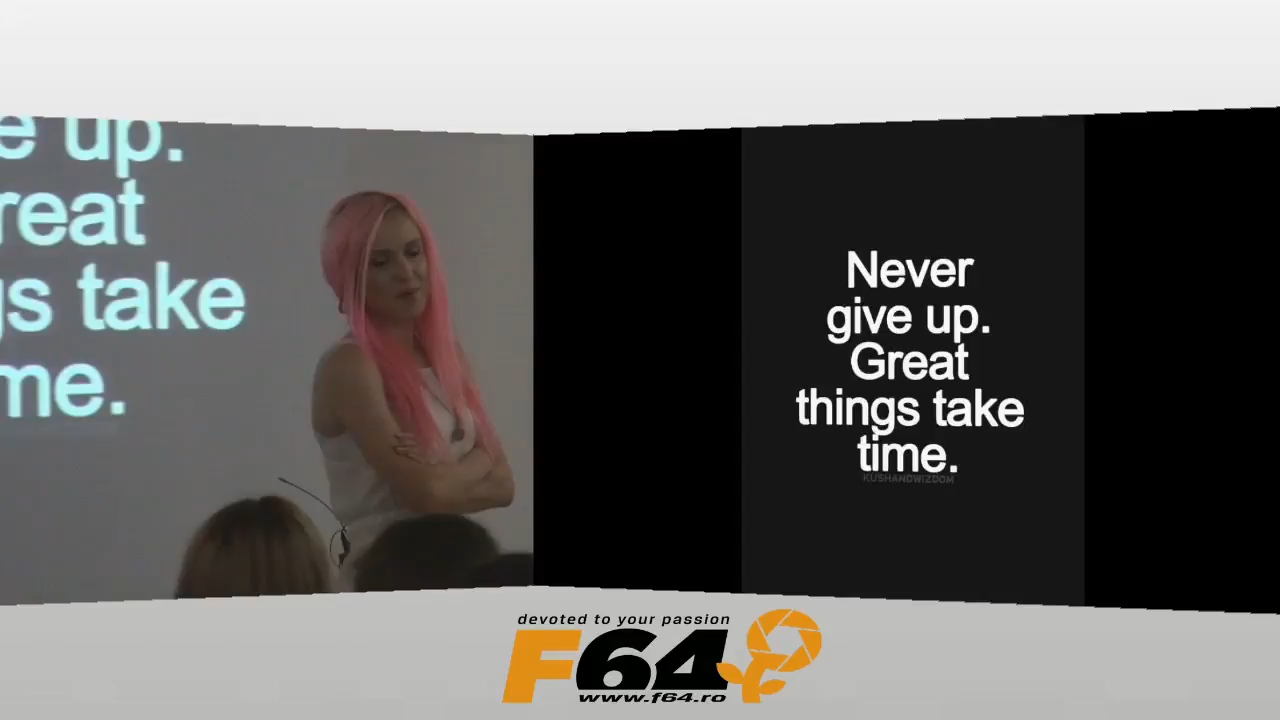 e up.
reat
gs take
me.
Never
give up.
Great
things take
time.
KUSHANDWIZDOM
devoted to your passion
F64
www.f64.ro